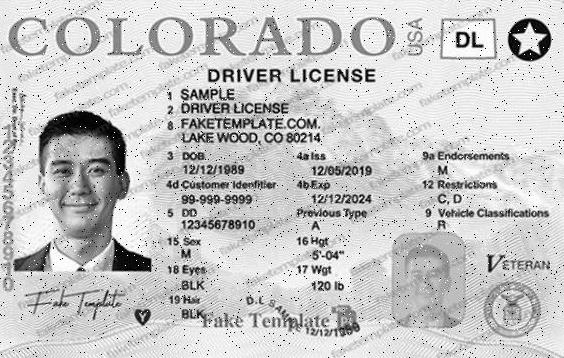 COLORADO USA DL
DRIVER LICENSE
1 SAMPLE
2 DRIVER LICENSE
8 FAKETEMPLATE.COM.
LAKE WOOD, CO 80214
3 DOB
12/12/1989
4a Iss
12/05/2019
9a Endorsements
M
4d Customer Identifier
99-999-9999
4b Exp
12/12/2024
12 Restrictions
C, D
5 DD
12345678910
Previous Type
A
9 Vehicle Classifications
R
15 Sex
M
16 Hgt
5'-04"
18 Eyes
BLK
17 Wgt
120 lb
VETERAN
19 Hair
BLK
Fake Template
D.L SAMPLE
12/12/1989
Fake Template
faketemplate.com